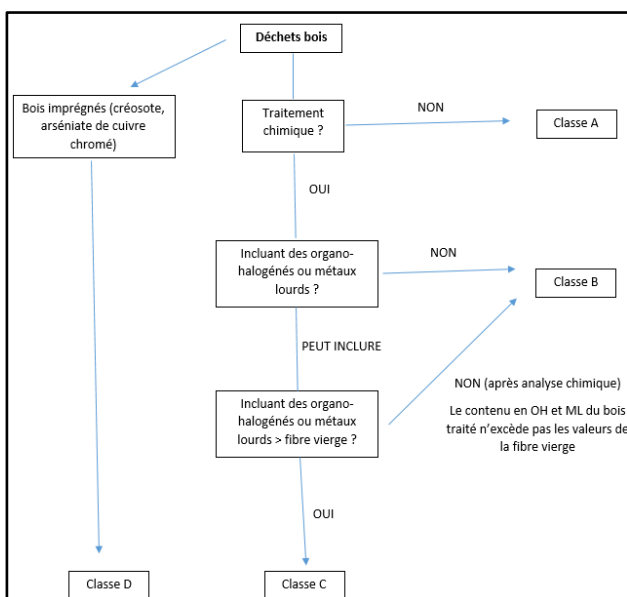 Déchets bois
Bois imprégnés (créosote,
arséniate de cuivre
chromé)
Traitement
chimique ?
NON
Classe A
OUI
Incluant des organo-
halogénés ou métaux
lourds ?
NON
Classe B
PEUT INCLURE
Incluant des organo-
halogénés ou métaux
lourds > fibre vierge ?
NON (après analyse chimique)
Le contenu en OH et ML du bois
traité n’excède pas les valeurs de
la fibre vierge
OUI
Classe D
Classe C